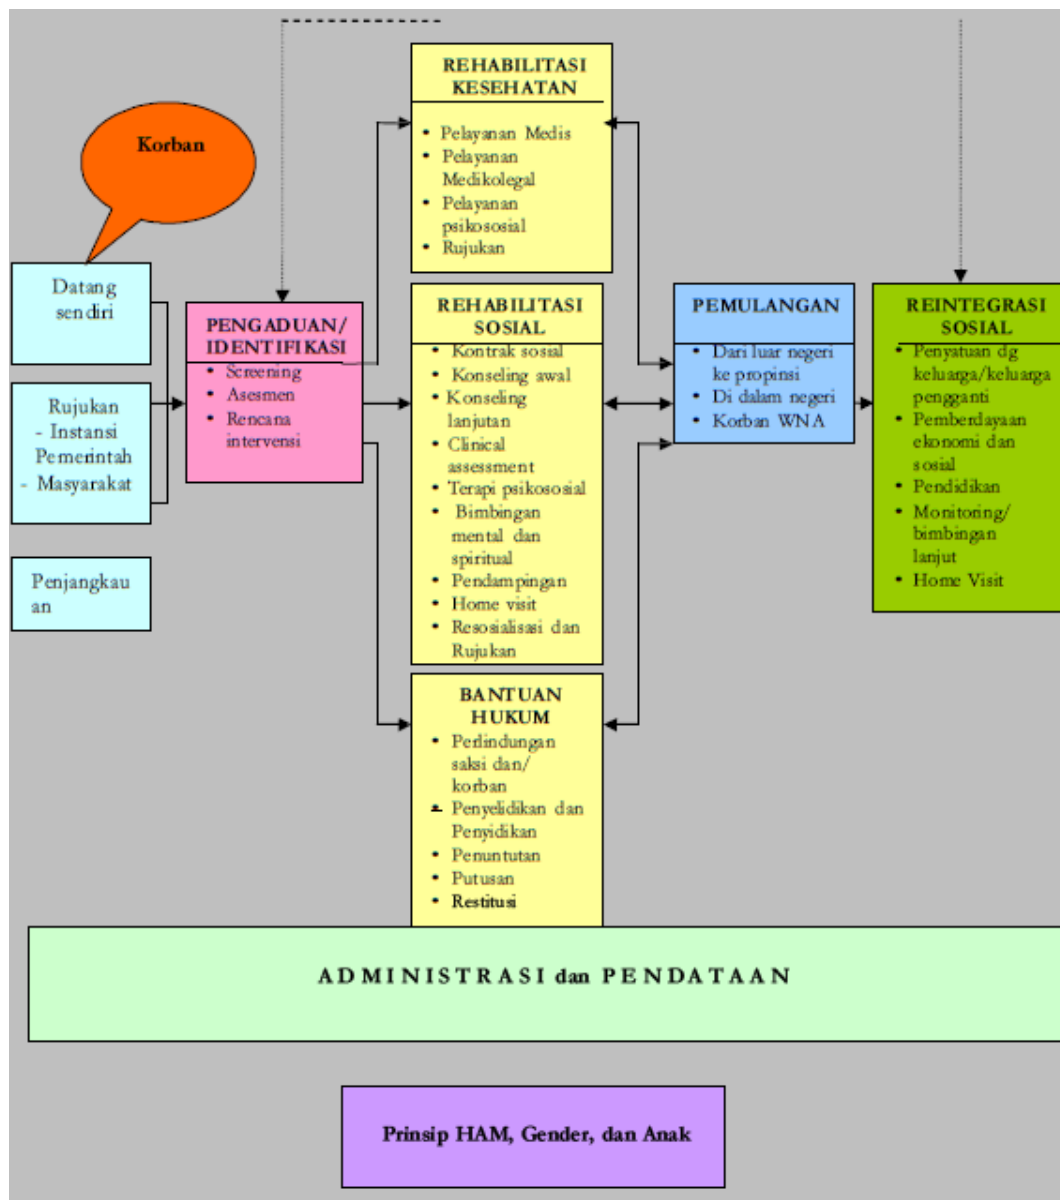 Korban
Datang
sendiri
Rujukan
- Instansi
Pemerintah
- Masyarakat
Penjangkau
an
PENGADUAN/
IDENTIFIKASI
• Screening
• Asesmen
• Rencana
intervensi
REHABILITASI
KESEHATAN
• Pelayanan Medis
• Pelayanan
Medikolegal
• Pelayanan
psikososial
• Rujukan
REHABILITASI
SOSIAL
• Kontrak sosial
• Konseling awal
• Konseling
lanjutan
• Clinical
assessment
• Terapi psikososial
• Bimbingan
mental dan
spiritual
• Pendampingan
• Home visit
• Resosialisasi dan
Rujukan
BANTUAN
HUKUM
• Perlindungan
saksi dan/
korban
• Penyelidikan dan
Penyidikan
• Penuntutan
• Putusan
• Restitusi
PEMULANGAN
• Dari luar negeri
ke propinsi
• Di dalam negeri
• Korban WNA
REINTEGRASI
SOSIAL
• Penyatuan dg
keluarga/keluarga
pengganti
• Pemberdayaan
ekonomi dan
sosial
• Pendidikan
• Monitoring/
bimbingan
lanjut
• Home Visit
ADMINISTRASI dan PENDATAAN
Prinsip HAM, Gender, dan Anak